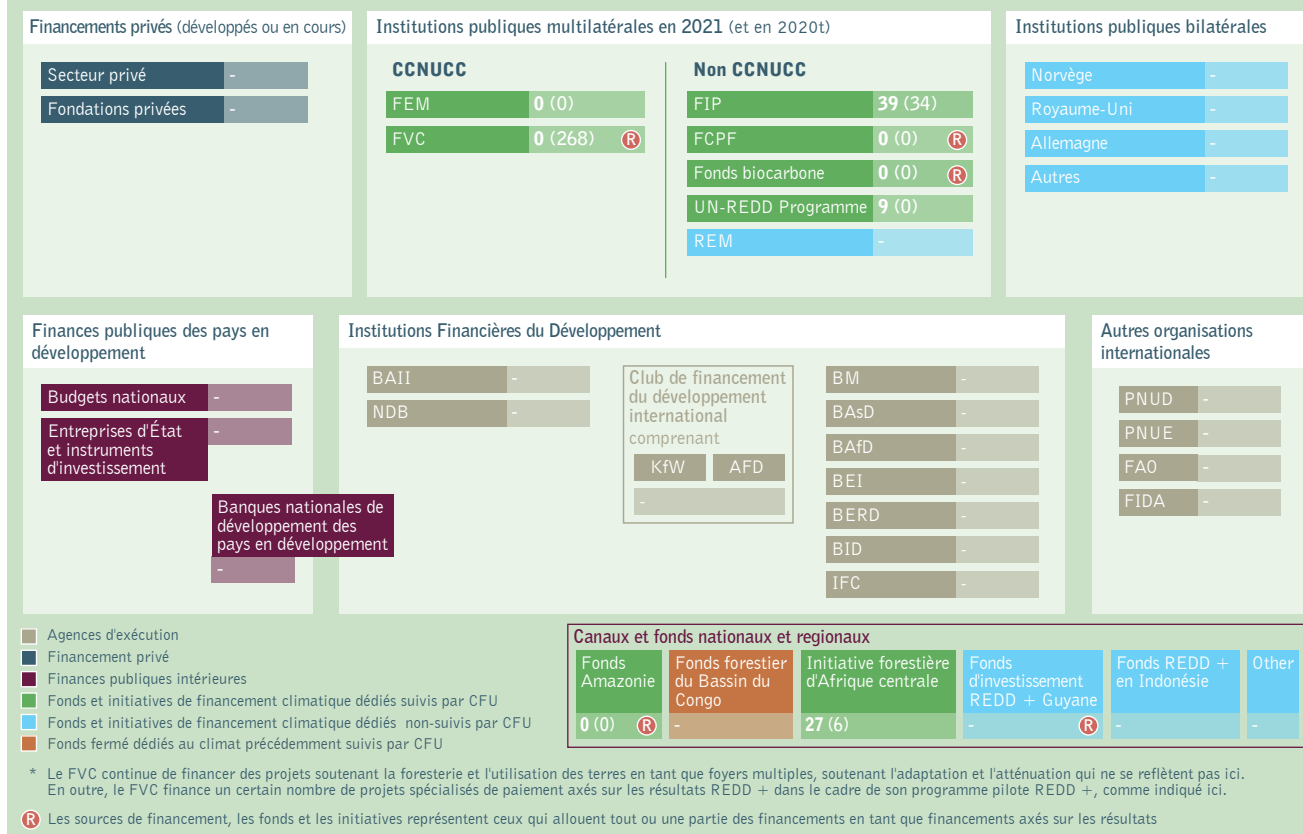 Financements privés (développés ou en cours)
Secteur privé -
Fondations privées -
Institutions publiques multilatérales en 2021 (et en 2020t)
CCNUCC
FEM 0 (0)
FVC 0 (268) R
Non CCNUCC
FIP 39 (34)
FCPF 0 (0) R
Fonds biocarbone 0 (0) R
UN-REDD Programme 9 (0)
REM -
Institutions publiques bilatérales
Norvège -
Royaume-Uni -
Allemagne -
Autres -
Finances publiques des pays en
développement
Budgets nationaux -
Entreprises d'État -
et instruments
d'investissement
Banques nationales de
développement des
pays en développement
-
Institutions Financières du Développement
BAII -
NDB -
Club de financement
du développement
international
comprenant
KfW AFD
-
BM -
BAsD -
BAfD -
BEI -
BERD -
BID -
IFC -
Autres organisations
internationales
PNUD -
PNUE -
FAO -
FIDA -
Agences d'exécution
Financement privé
Finances publiques intérieures
Fonds et initiatives de financement climatique dédiés suivis par CFU
Fonds et initiatives de financement climatique dédiés non-suivis par CFU
Fonds fermé dédiés au climat précédemment suivis par CFU
Canaux et fonds nationaux et regionaux
Fonds
Amazonie
0 (0) R
Fonds forestier
du Bassin du
Congo
-
Initiative forestière
d'Afrique centrale
27 (6)
Fonds
d'investissement
REDD + Guyane
- R
Fonds REDD +
en Indonésie
-
Other
-
* Le FVC continue de financer des projets soutenant la foresterie et l'utilisation des terres en tant que foyers multiples, soutenant l'adaptation et l'atténuation qui ne se reflètent pas ici.
En outre, le FVC finance un certain nombre de projets spécialisés de paiement axés sur les résultats REDD + dans le cadre de son programme pilote REDD +, comme indiqué ici.
R Les sources de financement, les fonds et les initiatives représentent ceux qui allouent tout ou une partie des financements en tant que financements axés sur les résultats